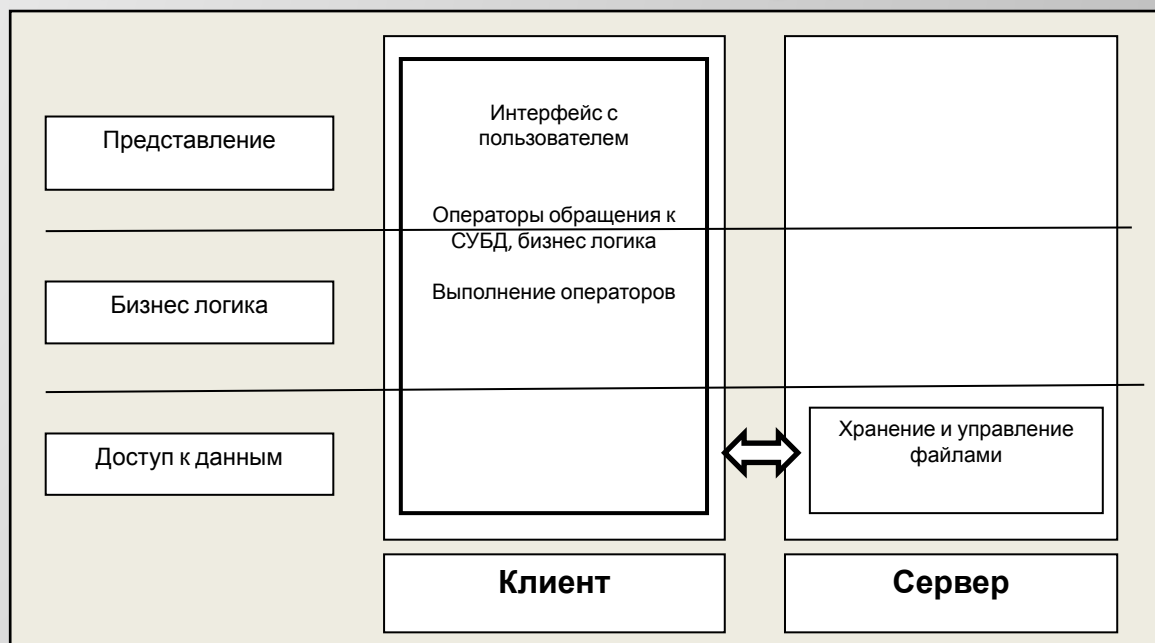 Представление
Интерфейс с
пользователем
Операторы обращения к
СУБД, бизнес логика
Выполнение операторов
Бизнес логика
Доступ к данным
Хранение и управление
файлами
Клиент
Сервер